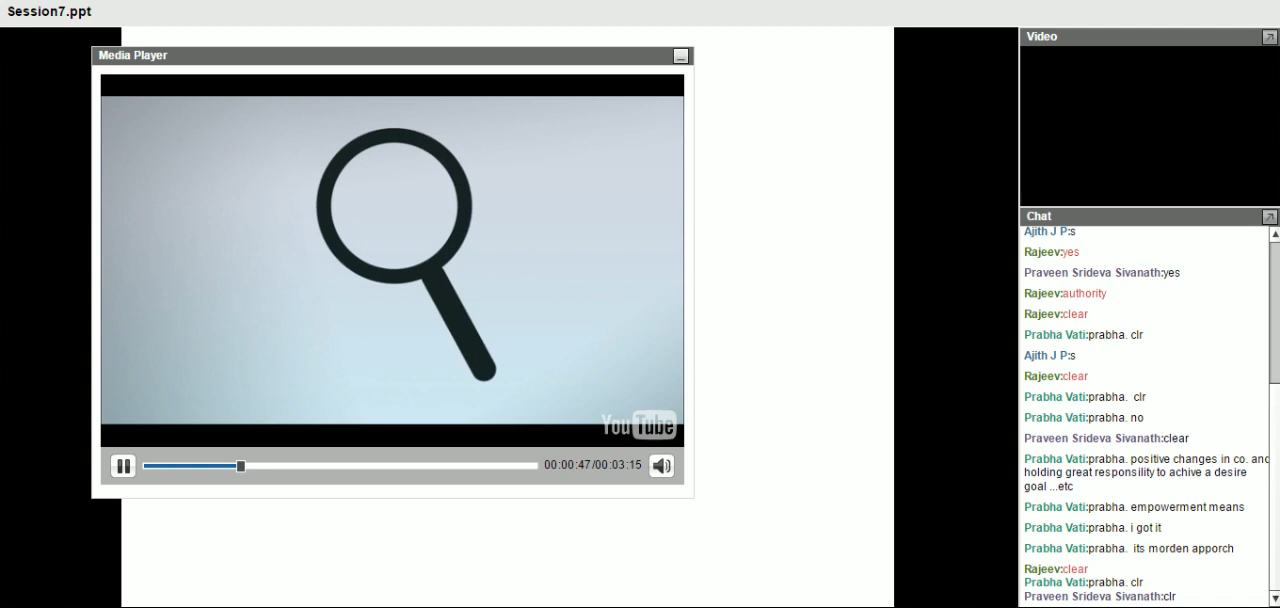 Session7.ppt
Media Player
YouTube
00:00:47/00:03:15
Video
Chat
Ajith J P:s
Rajeev:yes
Praveen Srideva Sivanath:yes
Rajeev:authority
Rajeev:clear
Prabha Vati:prabha. clr
Ajith J P:s
Rajeev:clear
Prabha Vati:prabha.  clr
Prabha Vati:prabha. no
Praveen Srideva Sivanath:clear
Prabha Vati:prabha. positive changes in co. and
holding great responsility to achive a desire
goal ...etc
Prabha Vati:prabha. empowerment means
Prabha Vati:prabha. i got it
Prabha Vati:prabha.  its morden apporch
Rajeev:clear
Prabha Vati:prabha. clr
Praveen Srideva Sivanath:clr